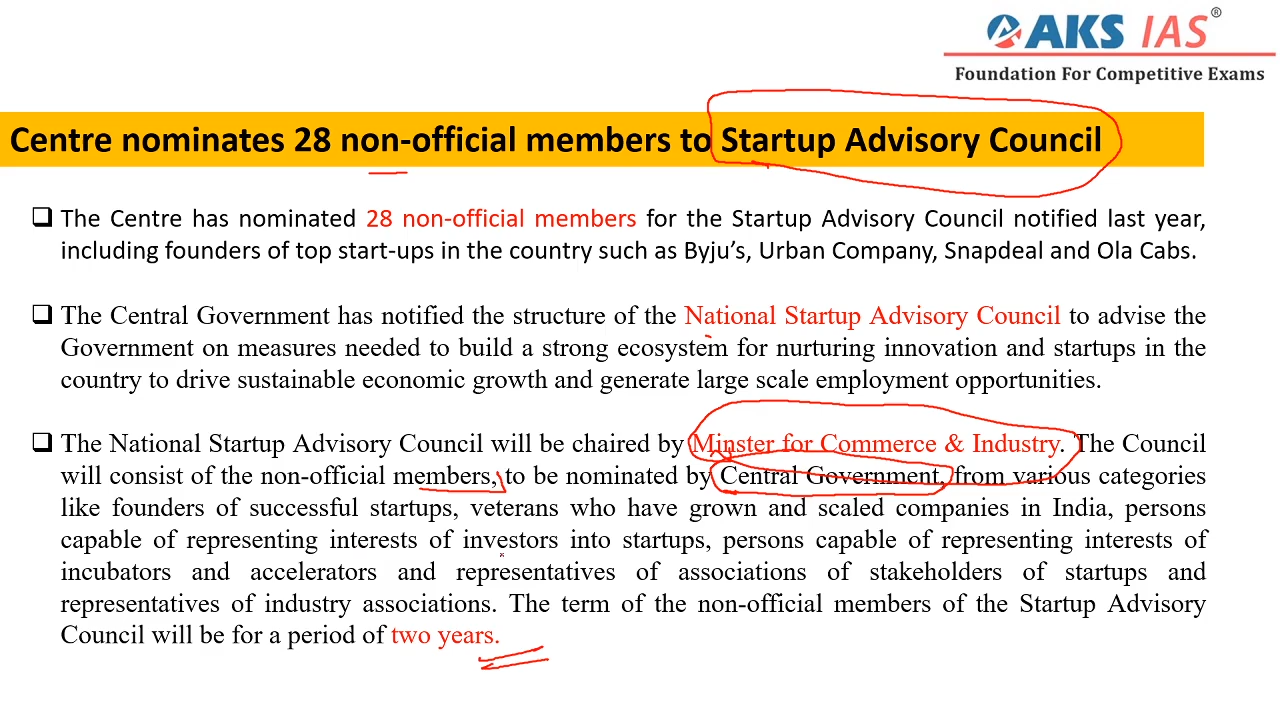 AKS IAS®
Foundation For Competitive Exams
Centre nominates 28 non-official members to Startup Advisory Council
❑ The Centre has nominated 28 non-official members for the Startup Advisory Council notified last year,
including founders of top start-ups in the country such as Byju’s, Urban Company, Snapdeal and Ola Cabs.
❑ The Central Government has notified the structure of the National Startup Advisory Council to advise the
Government on measures needed to build a strong ecosystem for nurturing innovation and startups in the
country to drive sustainable economic growth and generate large scale employment opportunities.
❑ The National Startup Advisory Council will be chaired by Minster for Commerce & Industry. The Council
will consist of the non-official members, to be nominated by Central Government, from various categories
like founders of successful startups, veterans who have grown and scaled companies in India, persons
capable of representing interests of investors into startups, persons capable of representing interests of
incubators and accelerators and representatives of associations of stakeholders of startups and
representatives of industry associations. The term of the non-official members of the Startup Advisory
Council will be for a period of two years.